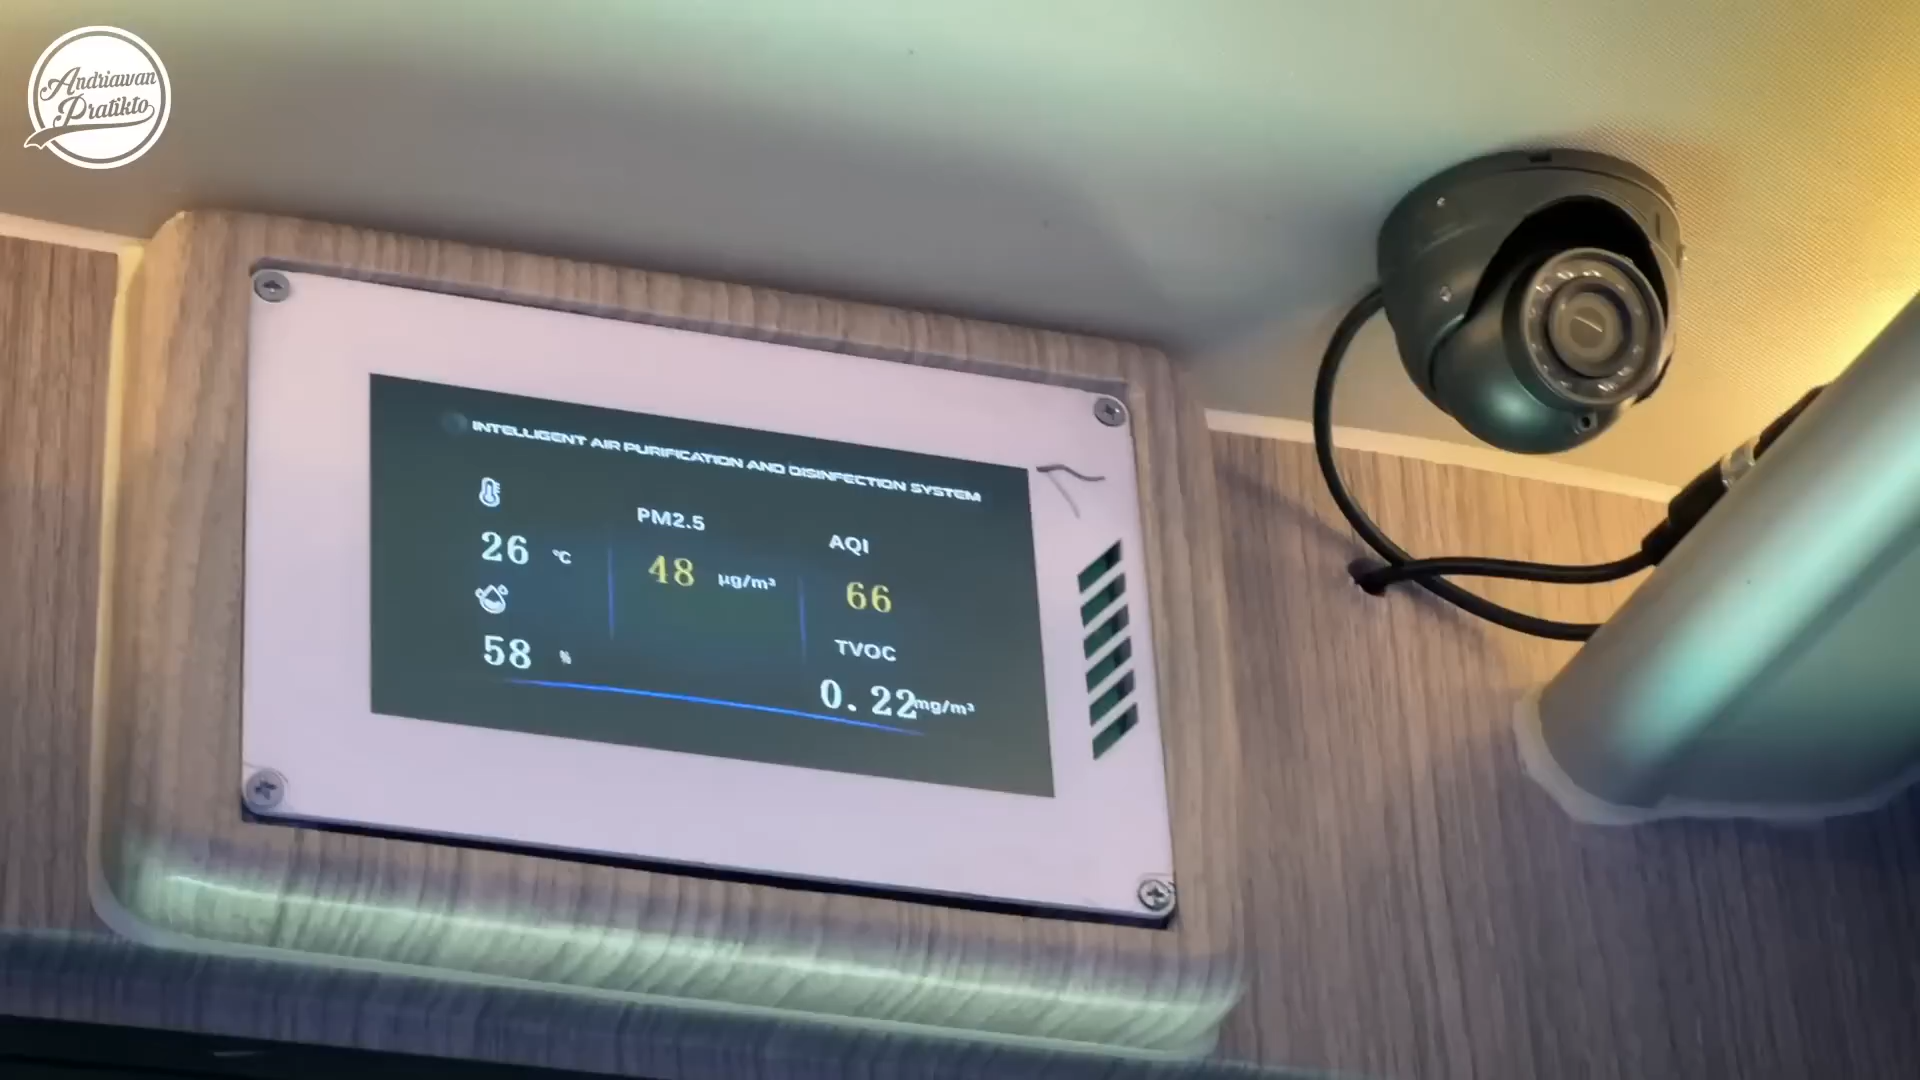 Andriawan
Pratikto
INTELLIGENT AIR PURIFICATION AND DISINFECTION SYSTEM
26 ℃
58 %
PM2.5
48 µg/m³
AQI
66
TVOC
0.22mg/m³